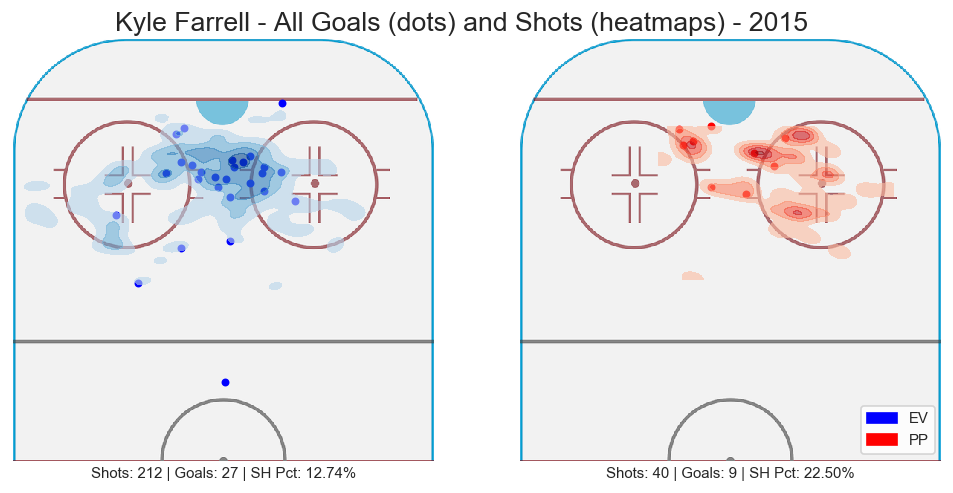 Kyle Farrell - All Goals (dots) and Shots (heatmaps) - 2015
EV
PP
Shots: 212 | Goals: 27 | SH Pct: 12.74%
Shots: 40 | Goals: 9 | SH Pct: 22.50%